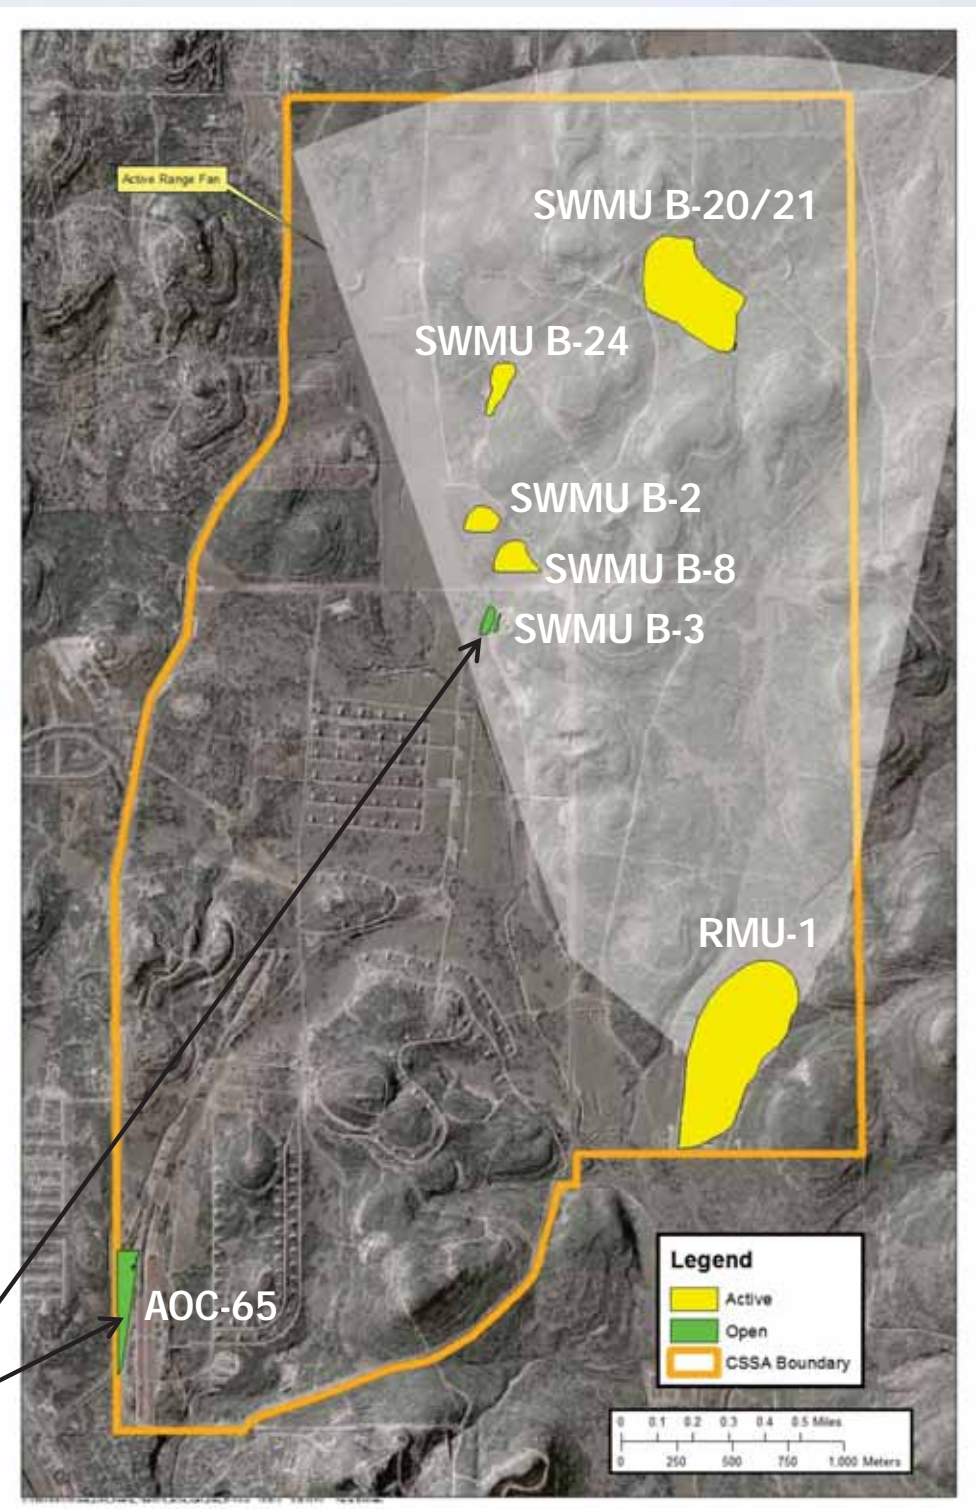 Active Range Fan
SWMU B-20/21
SWMU B-24
SWMU B-2
SWMU B-8
SWMU B-3
RMU-1
AOC-65
Legend
Active
Open
CSSA Boundary
0 0.1 0.2 0.3 0.4 0.5 Miles
0 250 500 750 1,000 Meters